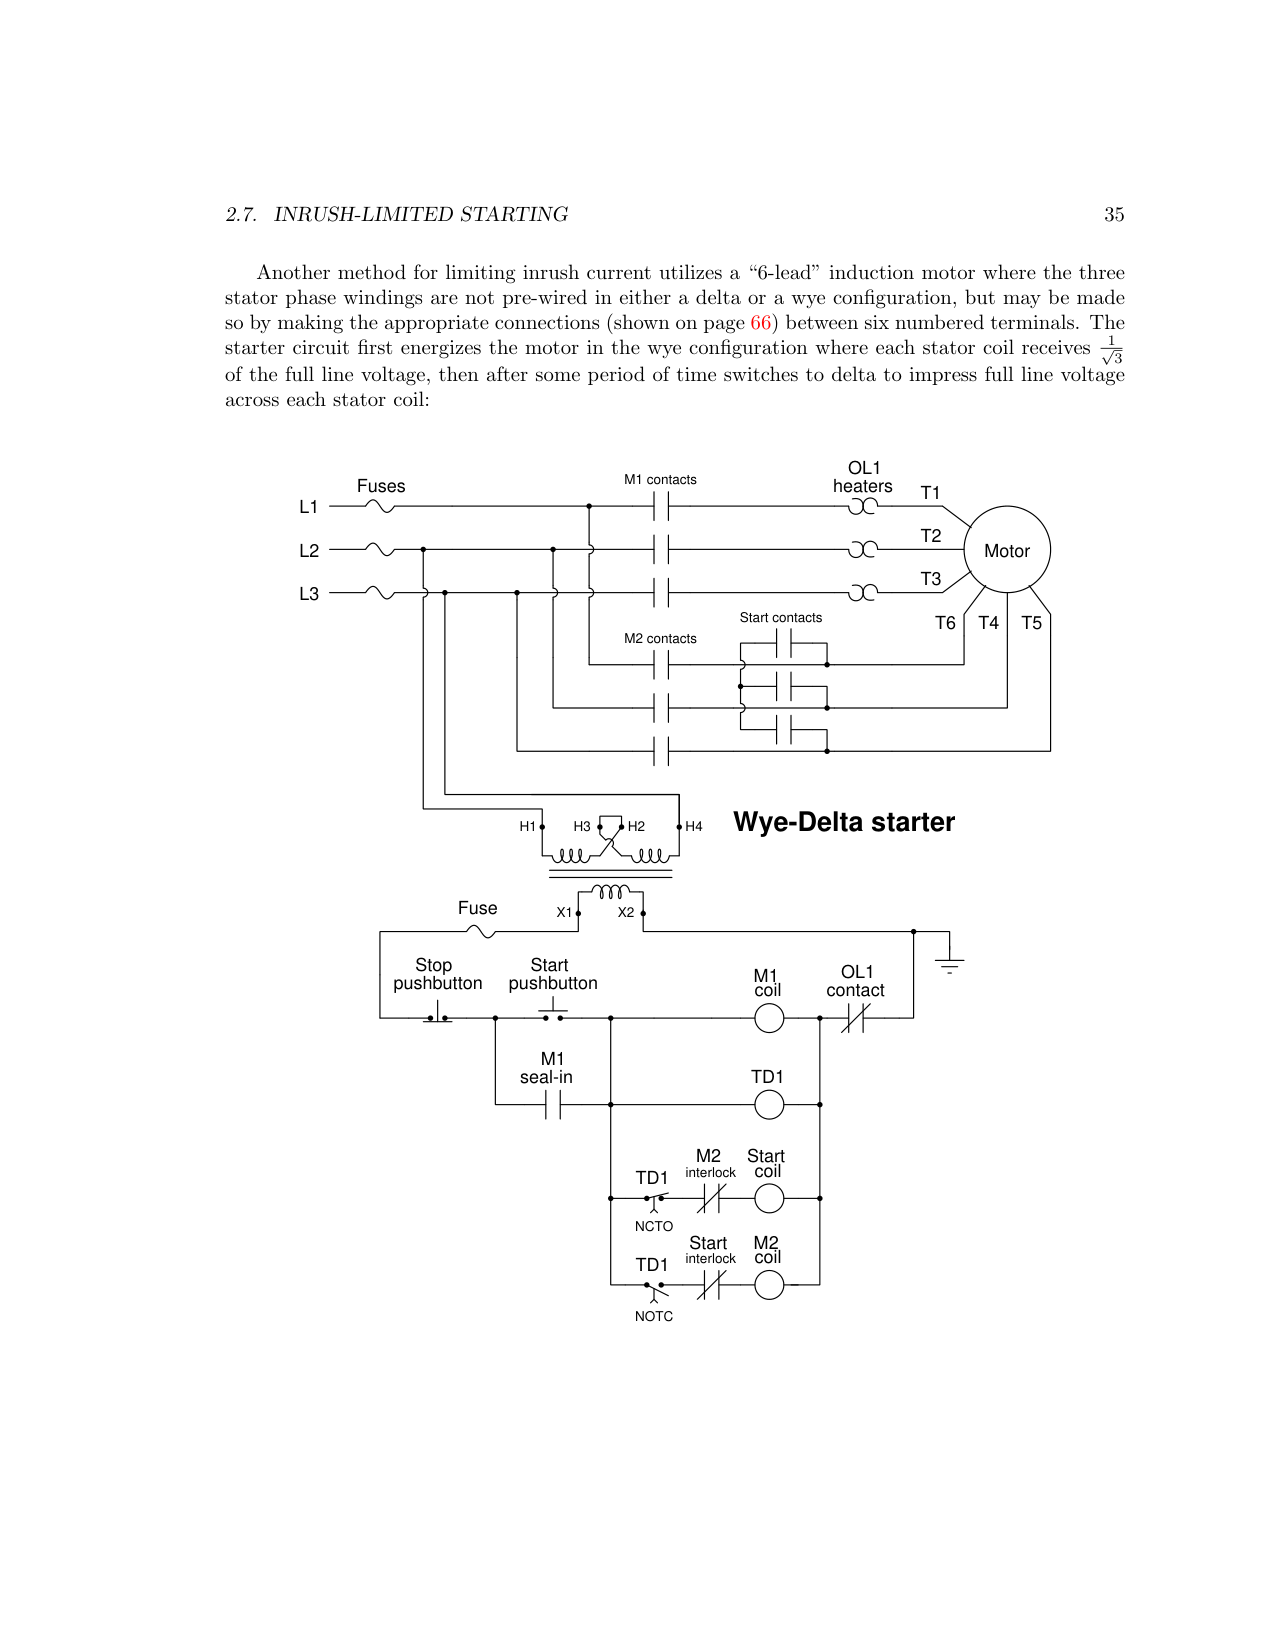 2.7. INRUSH-LIMITED STARTING 35
Another method for limiting inrush current utilizes a “6-lead” induction motor where the three
stator phase windings are not pre-wired in either a delta or a wye configuration, but may be made
so by making the appropriate connections (shown on page 66) between six numbered terminals. The
starter circuit first energizes the motor in the wye configuration where each stator coil receives 1/√3
of the full line voltage, then after some period of time switches to delta to impress full line voltage
across each stator coil:
OL1
heaters
M1 contacts
Fuses
T1
L1
T2
L2
Motor
T3
L3
Start contacts
T6 T4 T5
M2 contacts
Wye-Delta starter
H1 H3 H2 H4
Fuse
X1 X2
Stop
pushbutton
Start
pushbutton
M1
coil
OL1
contact
M1
seal-in
TD1
TD1
M2
interlock
Start
coil
NCTO
TD1
Start
interlock
M2
coil
NOTC